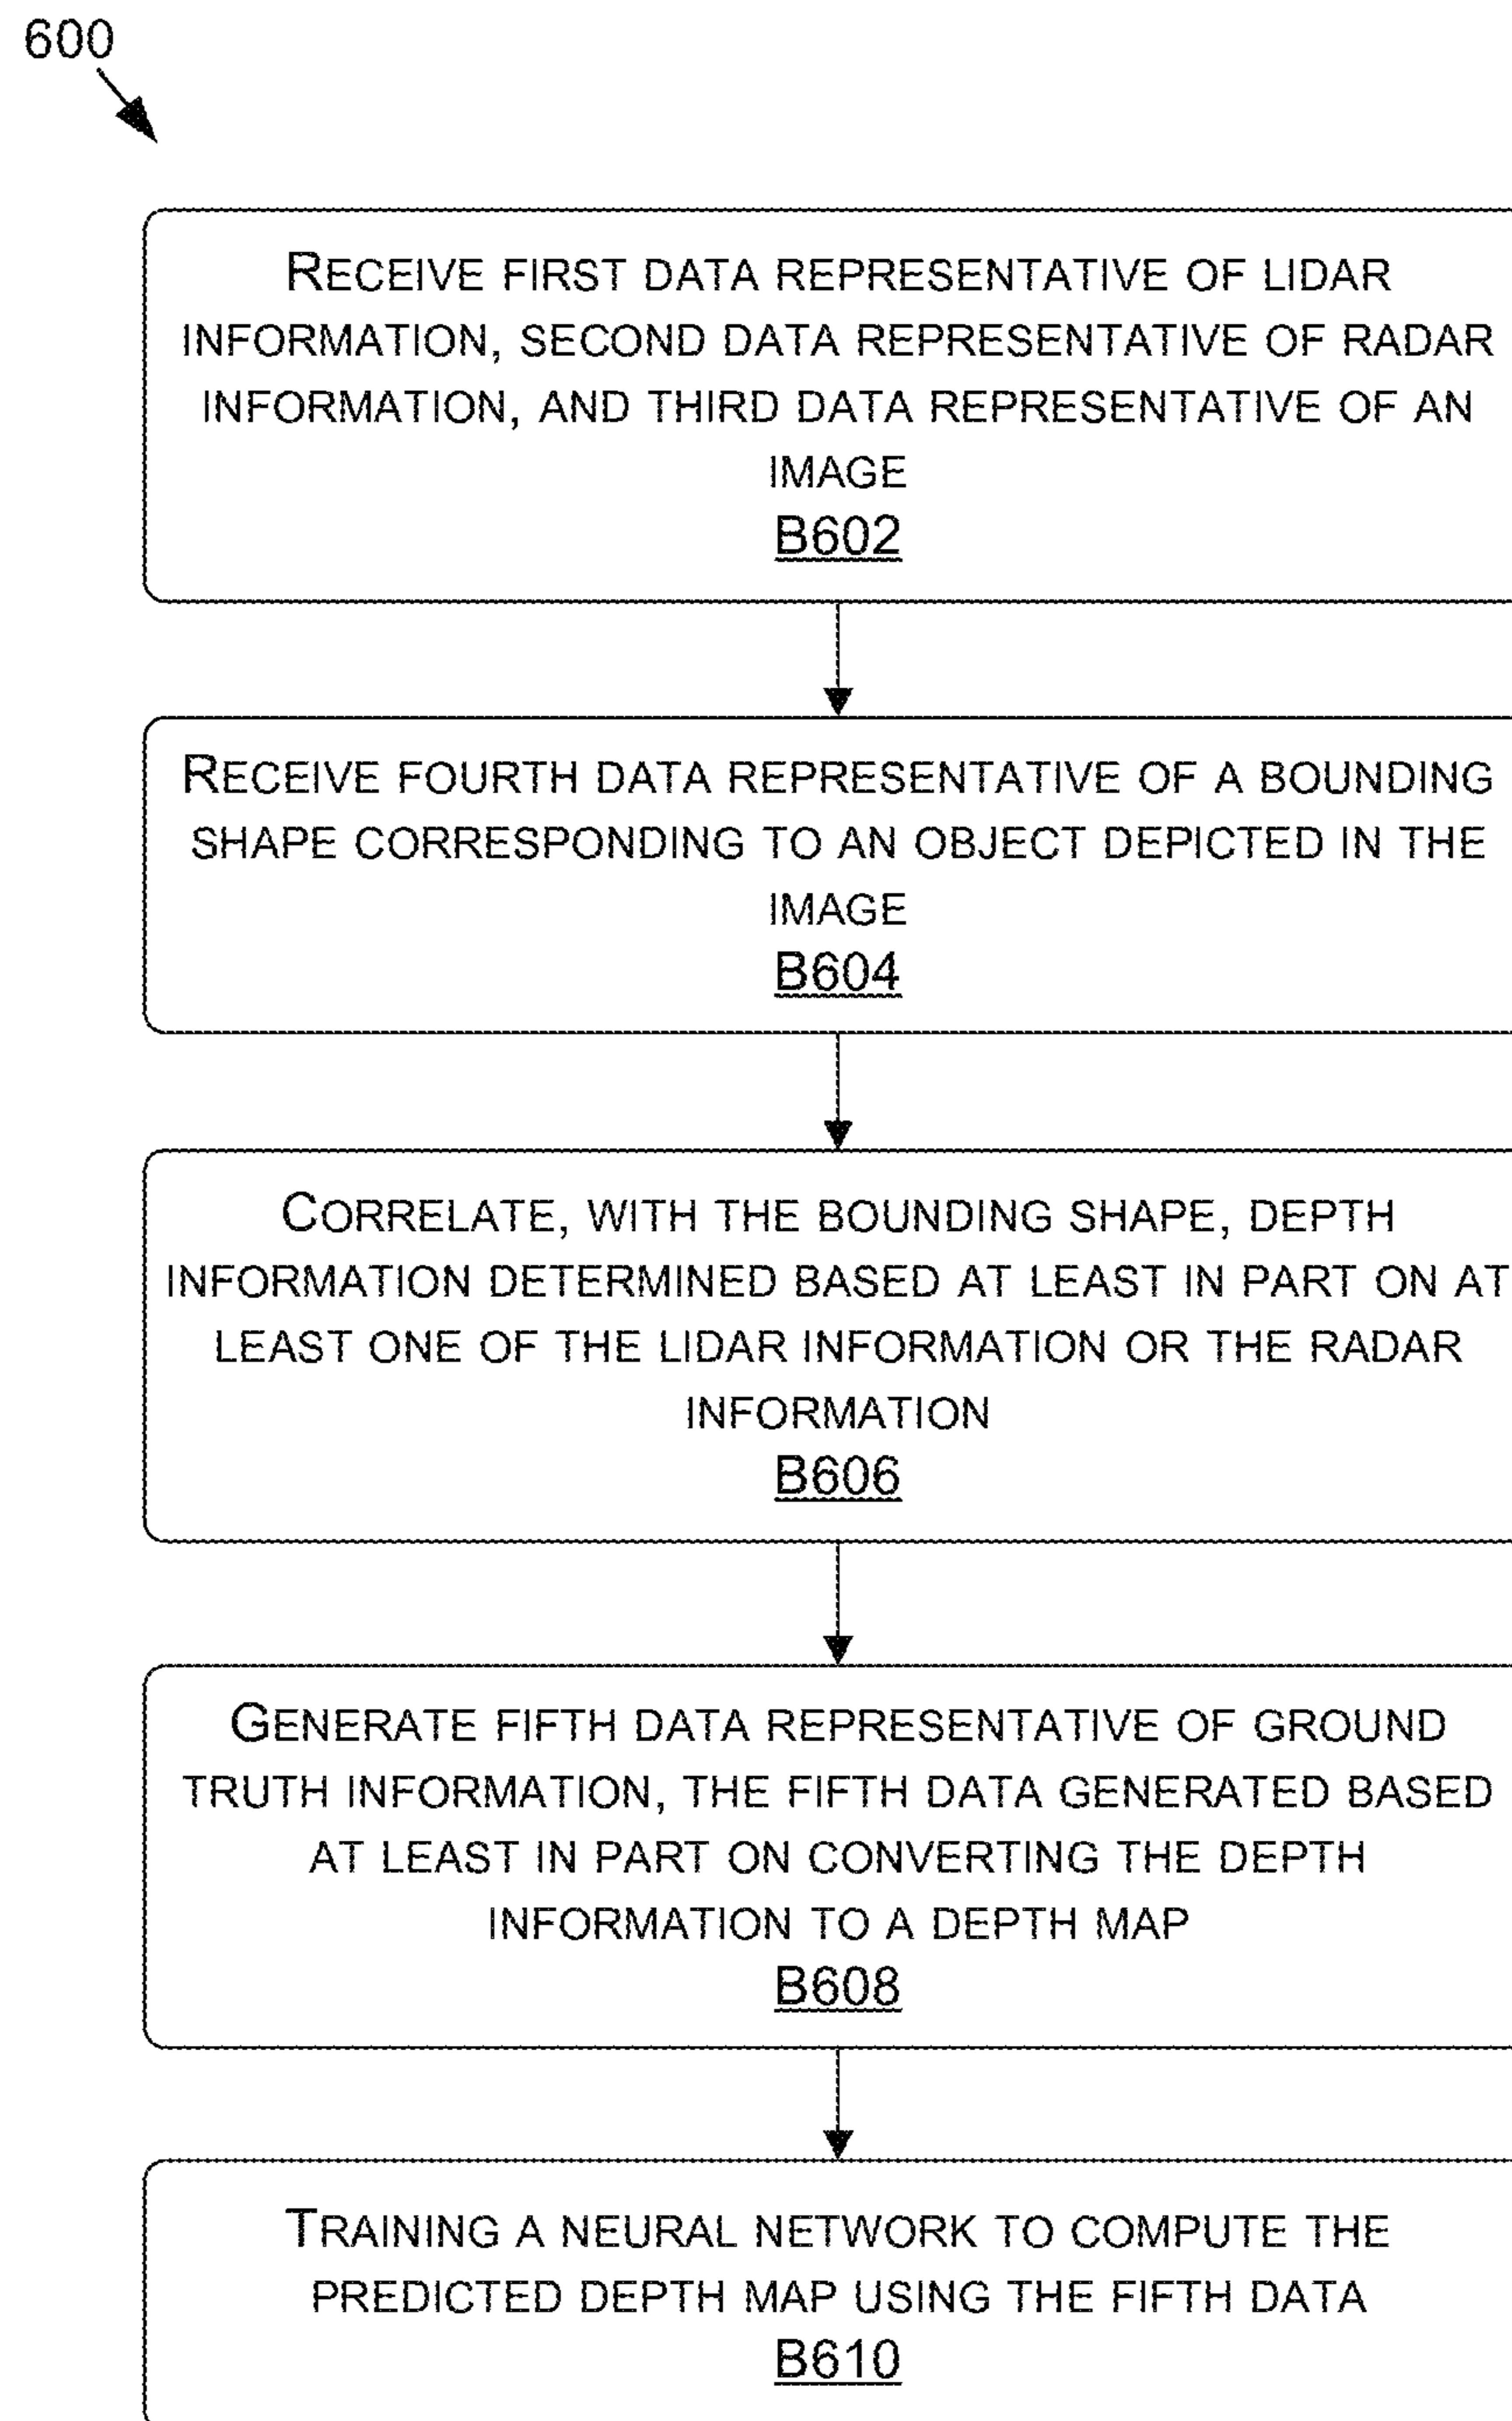 600
RECEIVE FIRST DATA REPRESENTATIVE OF LIDAR
INFORMATION, SECOND DATA REPRESENTATIVE OF RADAR
INFORMATION, AND THIRD DATA REPRESENTATIVE OF AN
IMAGE
B602
RECEIVE FOURTH DATA REPRESENTATIVE OF A BOUNDING
SHAPE CORRESPONDING TO AN OBJECT DEPICTED IN THE
IMAGE
B604
CORRELATE, WITH THE BOUNDING SHAPE, DEPTH
INFORMATION DETERMINED BASED AT LEAST IN PART ON AT
LEAST ONE OF THE LIDAR INFORMATION OR THE RADAR
INFORMATION
B606
GENERATE FIFTH DATA REPRESENTATIVE OF GROUND
TRUTH INFORMATION, THE FIFTH DATA GENERATED BASED
AT LEAST IN PART ON CONVERTING THE DEPTH
INFORMATION TO A DEPTH MAP
B608
TRAINING A NEURAL NETWORK TO COMPUTE THE
PREDICTED DEPTH MAP USING THE FIFTH DATA
B610